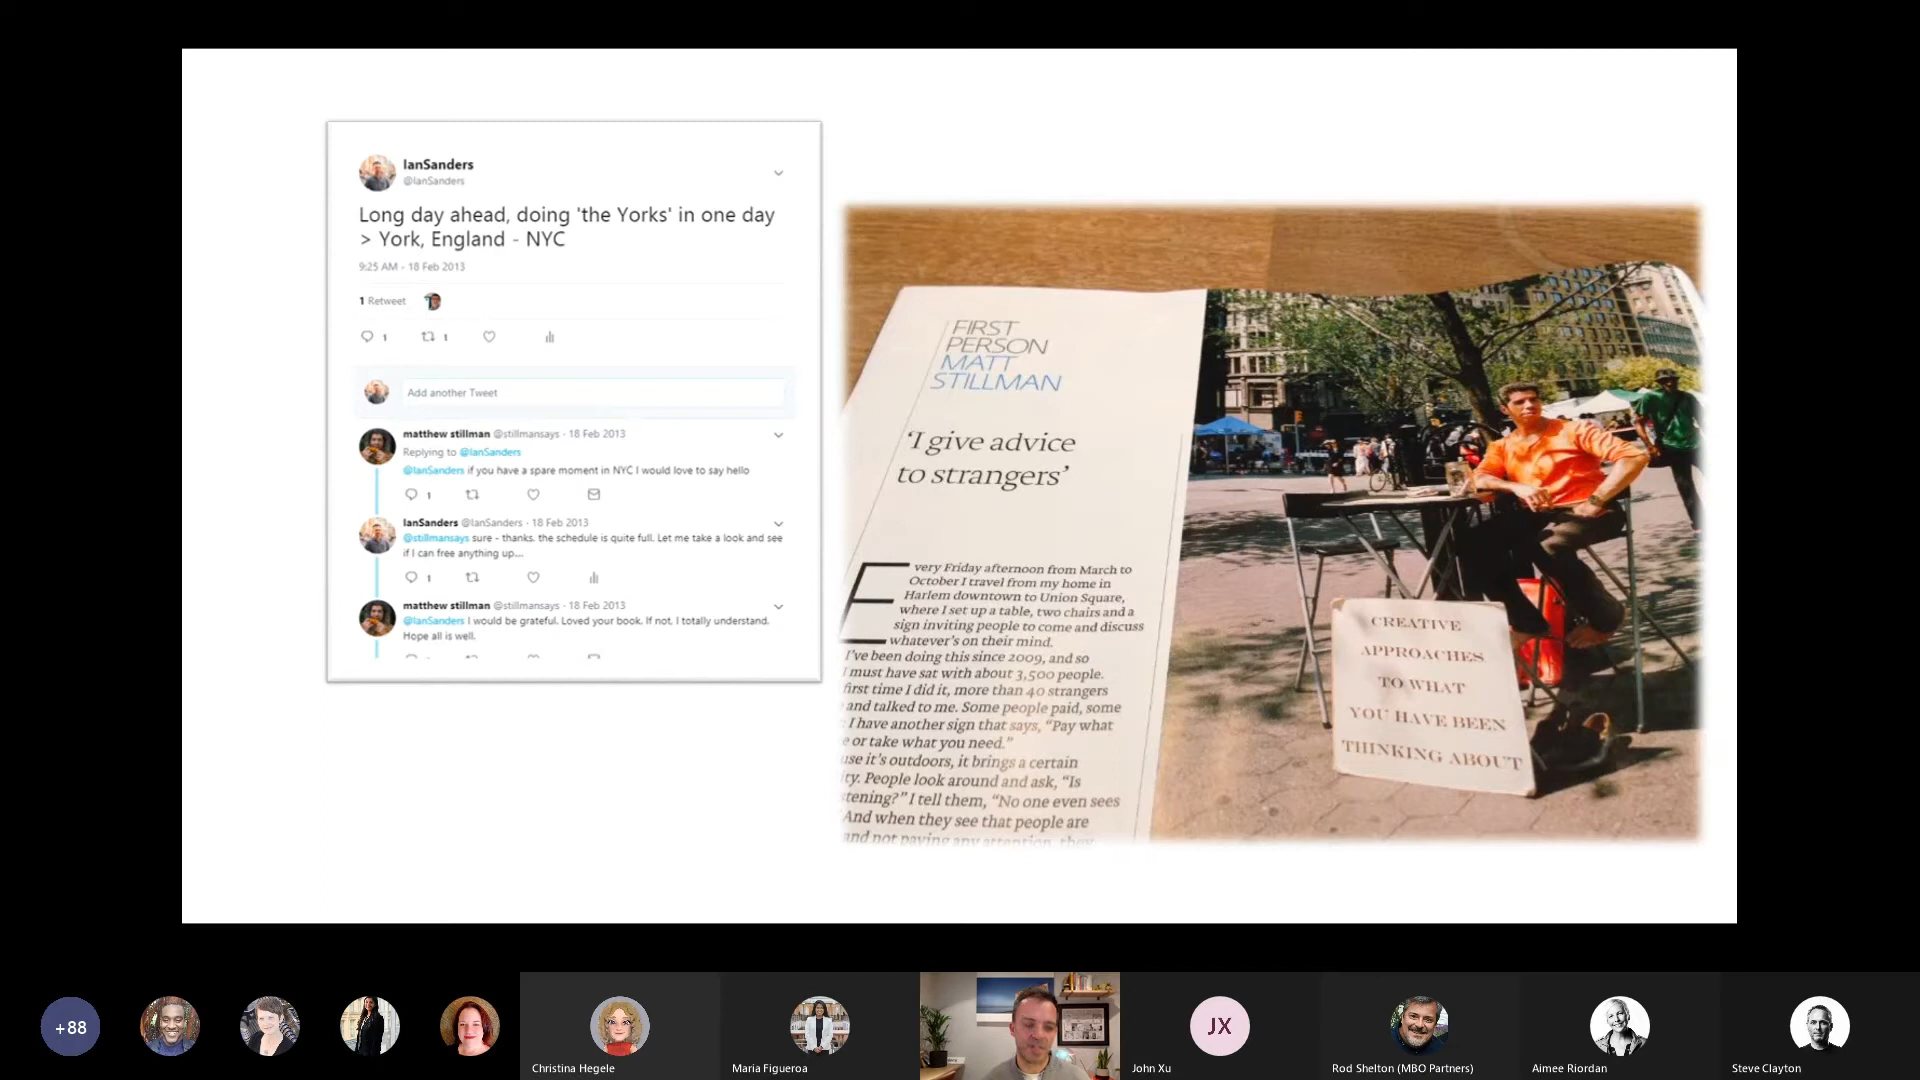 IanSanders
@IanSanders
Long day ahead, doing 'the Yorks' in one day
> York, England - NYC
9:25 AM - 18 Feb 2013
1 Retweet
1
1
Add another Tweet
matthew stillman @stillmansays · 18 Feb 2013
Replying to @IanSanders
@IanSanders if you have a spare moment in NYC I would love to say hello
1
IanSanders @IanSanders · 18 Feb 2013
@stillmansays sure - thanks. the schedule is quite full. Let me take a look and see
if I can free anything up....
1
matthew stillman @stillmansays · 18 Feb 2013
@IanSanders I would be grateful. Loved your book. If not, I totally understand.
Hope all is well.
FIRST
PERSON
MATT
STILLMAN
'I give advice
to strangers'
Every Friday afternoon from March to
October I travel from my home in
Harlem downtown to Union Square,
where I set up a table, two chairs and a
sign inviting people to come and discuss
whatever's on their mind.
I've been doing this since 2009, and so
I must have sat with about 3,500 people.
first time I did it, more than 40 strangers
and talked to me. Some people paid, some
I have another sign that says, "Pay what
or take what you need."
use it's outdoors, it brings a certain
ty. People look around and ask, "Is
stening?" I tell them, "No one even sees
And when they see that people are
and not paying any attention, they
CREATIVE
APPROACHES
TO WHAT
YOU HAVE BEEN
THINKING ABOUT
+88
Christina Hegele
Maria Figueroa
JX
John Xu
Rod Shelton (MBO Partners)
Aimee Riordan
Steve Clayton